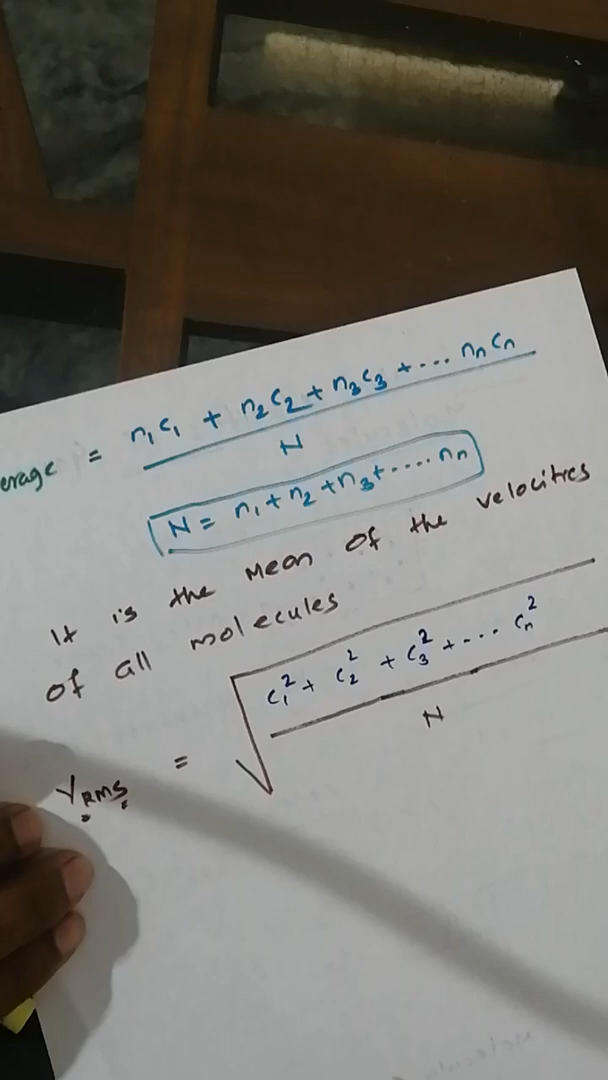 erage = n₁c₁ + n₂c₂ + n₃c₃ + .... nₙcₙ
N
N = n₁ + n₂ + n₃ + ..... nₙ
It is the mean of the velocities
of all molecules
VRMS = √ c₁² + c₂² + c₃² + .... cₙ²
N